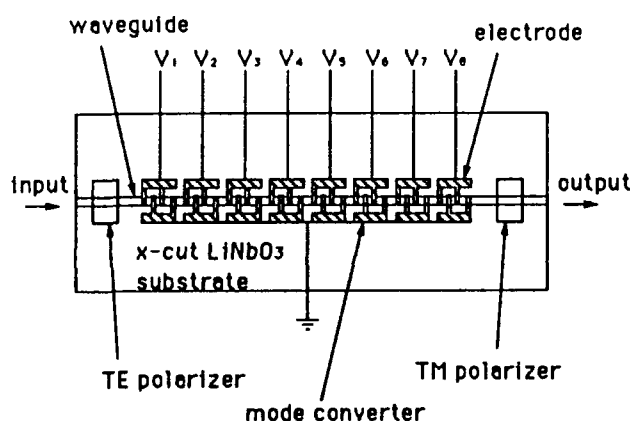 waveguide
electrode
V₁ V₂ V₃ V₄ V₅ V₆ V₇ V₈
input
output
x-cut LiNbO₃
substrate
TE polarizer
TM polarizer
mode converter